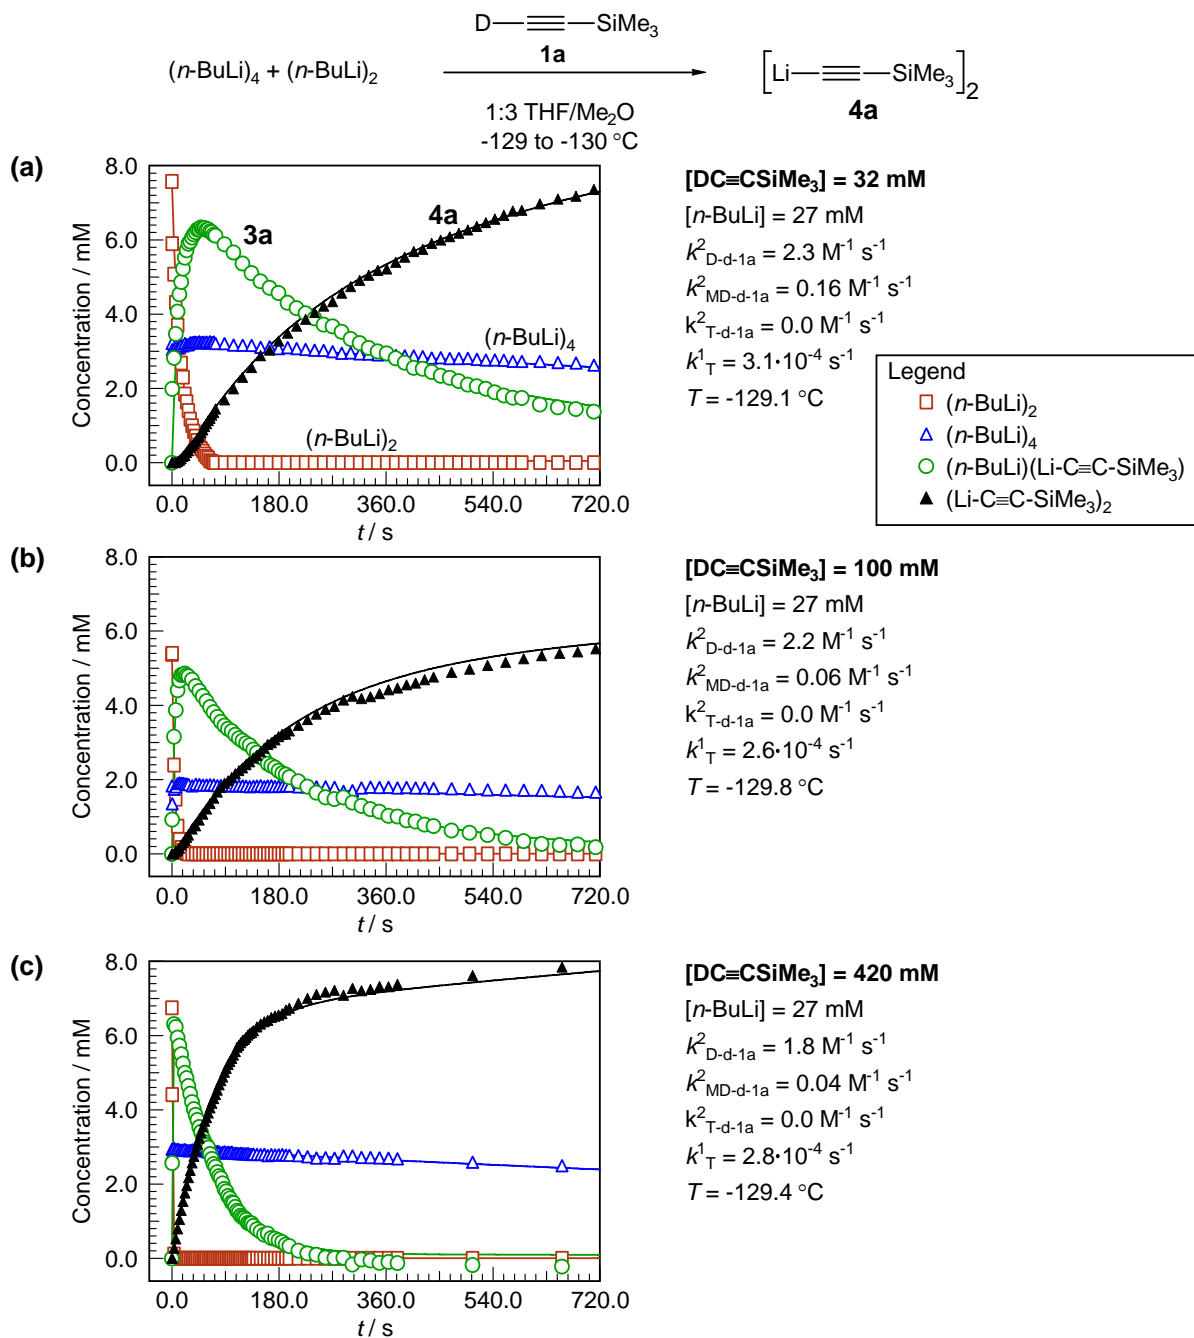 D SiMe3
1a
(n-BuLi)4 + (n-BuLi)2
[Li SiMe3]2
4a
1:3 THF/Me2O
-129 to -130 °C
(a)
Concentration / mM
8.0
6.0
4.0
2.0
0.0
3a
4a
(n-BuLi)4
(n-BuLi)2
0.0 180.0 360.0 540.0 720.0
t / s
[DC≡CSiMe3] = 32 mM
[n-BuLi] = 27 mM
k²D-d-1a = 2.3 M⁻¹ s⁻¹
k²MD-d-1a = 0.16 M⁻¹ s⁻¹
k²T-d-1a = 0.0 M⁻¹ s⁻¹
k¹T = 3.1·10⁻⁴ s⁻¹
T = -129.1 °C
Legend
(n-BuLi)2
(n-BuLi)4
(n-BuLi)(Li-C≡C-SiMe3)
(Li-C≡C-SiMe3)2
(b)
Concentration / mM
8.0
6.0
4.0
2.0
0.0
0.0 180.0 360.0 540.0 720.0
t / s
[DC≡CSiMe3] = 100 mM
[n-BuLi] = 27 mM
k²D-d-1a = 2.2 M⁻¹ s⁻¹
k²MD-d-1a = 0.06 M⁻¹ s⁻¹
k²T-d-1a = 0.0 M⁻¹ s⁻¹
k¹T = 2.6·10⁻⁴ s⁻¹
T = -129.8 °C
(c)
Concentration / mM
8.0
6.0
4.0
2.0
0.0
0.0 180.0 360.0 540.0 720.0
t / s
[DC≡CSiMe3] = 420 mM
[n-BuLi] = 27 mM
k²D-d-1a = 1.8 M⁻¹ s⁻¹
k²MD-d-1a = 0.04 M⁻¹ s⁻¹
k²T-d-1a = 0.0 M⁻¹ s⁻¹
k¹T = 2.8·10⁻⁴ s⁻¹
T = -129.4 °C